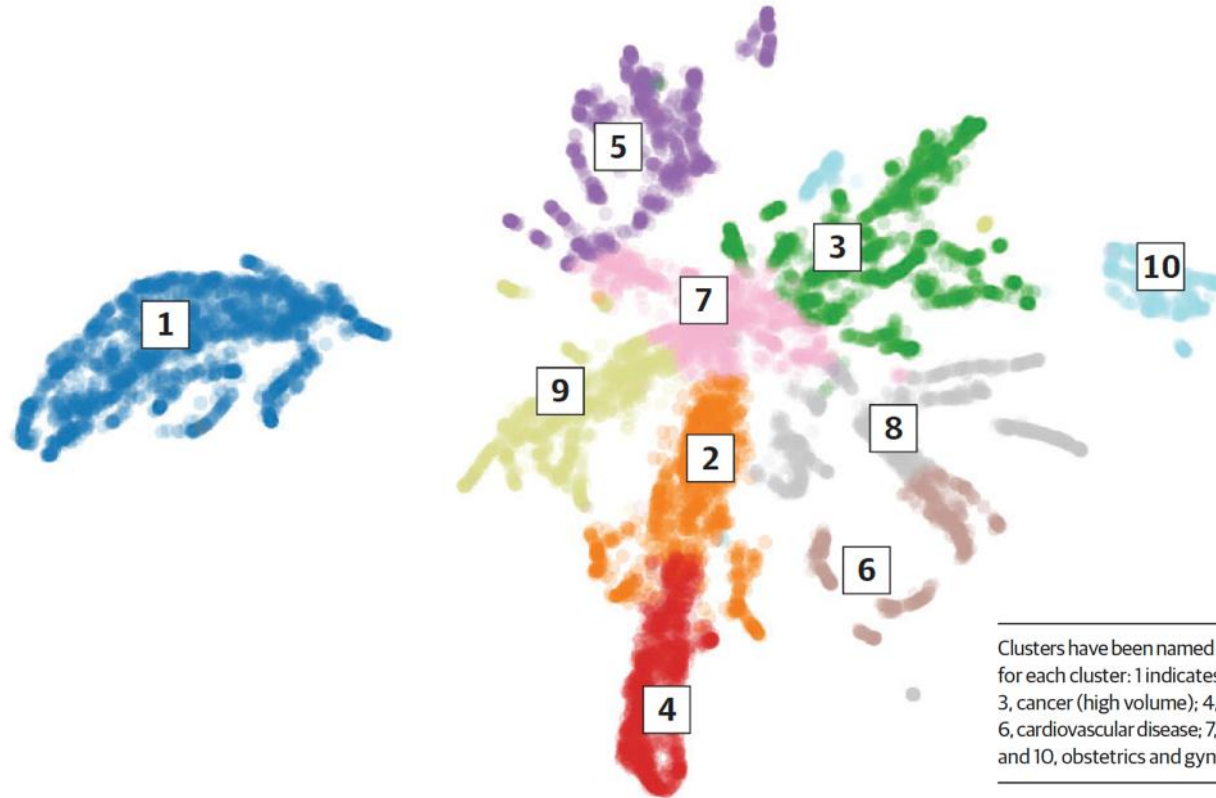 5
3
10
7
1
9
8
2
6
4
Clusters have been named
for each cluster: 1 indicates
3, cancer (high volume); 4,
6, cardiovascular disease; 7,
and 10, obstetrics and gyn